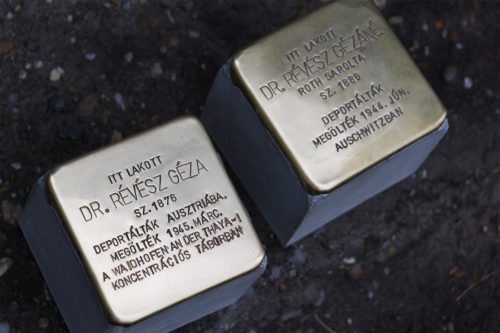 ITT LAKOTT
DR. RÉVÉSZ GÉZA
SZ. 1876
DEPORTÁLTÁK AUSZTRIÁBA,
MEGÖLTÉK 1945. MÁRC.
A WAIDHOFEN AN DER THAYA-I
KONCENTRÁCIÓS TÁBORBAN
ITT LAKOTT
DR. RÉVÉSZ GÉZÁNÉ
ROTH SAROLTA
SZ. 1886
DEPORTÁLTÁK
MEGÖLTÉK 1944. JÚN.
AUSCHWITZBAN